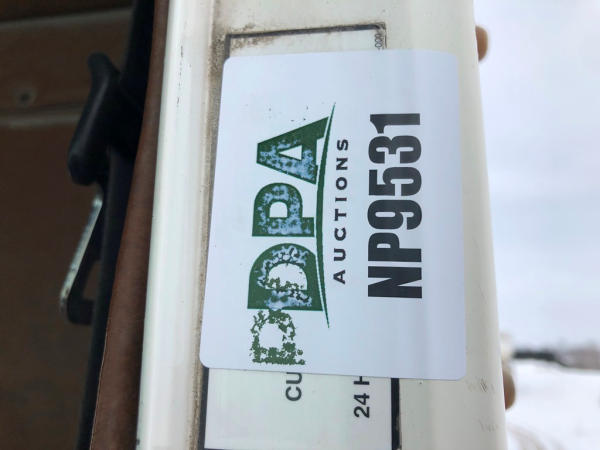 PDPA
AUCTIONS
NP9531
CU
24 H